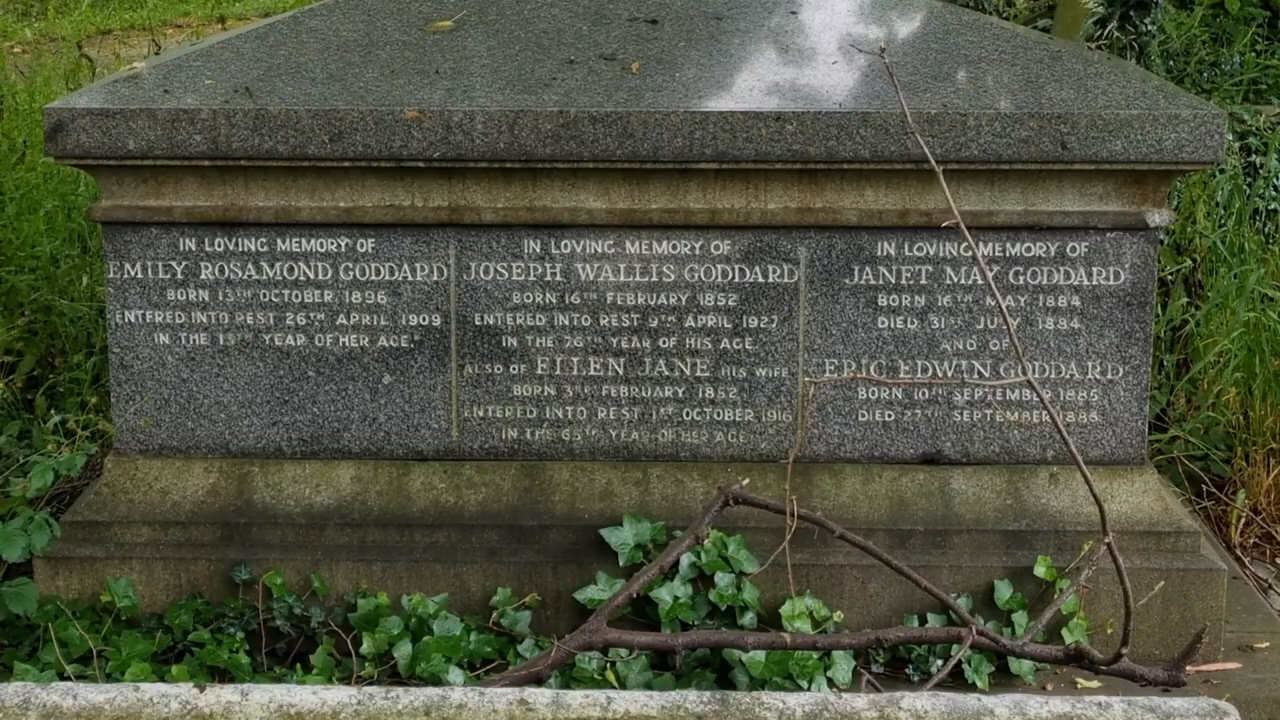 IN LOVING MEMORY OF
EMILY ROSAMOND GODDARD
BORN 13TH OCTOBER 1896
ENTERED INTO REST 26TH APRIL 1909
IN THE 13TH YEAR OF HER AGE."
IN LOVING MEMORY OF
JOSEPH WALLIS GODDARD
BORN 16TH FEBRUARY 1852
ENTERED INTO REST 9TH APRIL 1927
IN THE 76TH YEAR OF HIS AGE.
ALSO OF ELLEN JANE HIS WIFE
BORN 3RD FEBRUARY 1852
ENTERED INTO REST 1ST OCTOBER 1916
IN THE 65TH YEAR OF HER AGE
IN LOVING MEMORY OF
JANET MAY GODDARD
BORN 16TH MAY 1884
DIED 31ST JULY 1884
AND OF
ERIC EDWIN GODDARD
BORN 10TH SEPTEMBER 1885
DIED 27TH SEPTEMBER 1886